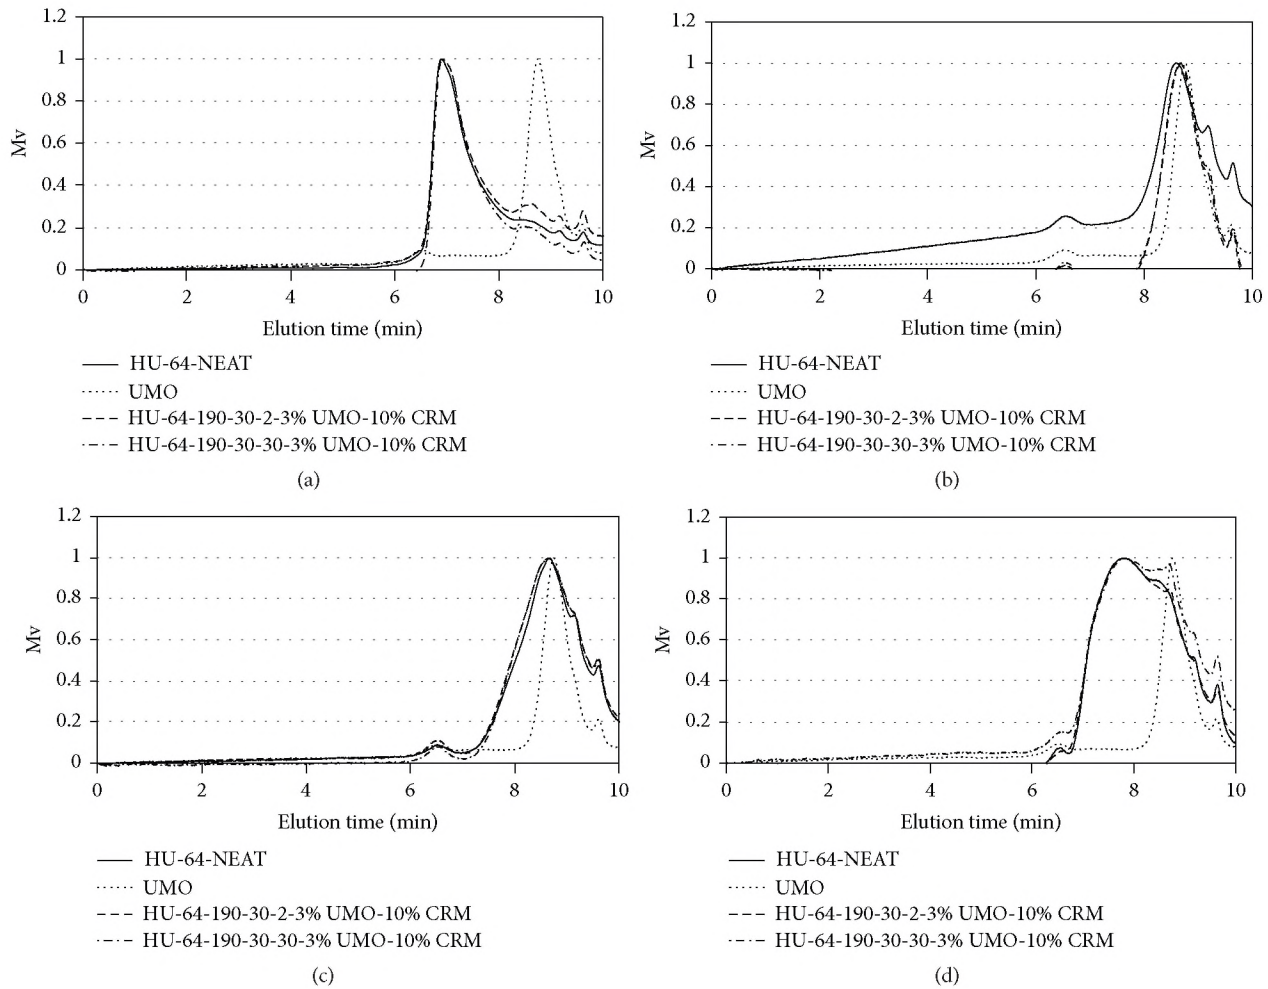 1.2
1
0.8
0.6
0.4
0.2
0
Mv
0 2 4 6 8 10
Elution time (min)
HU-64-NEAT
UMO
HU-64-190-30-2-3% UMO-10% CRM
HU-64-190-30-30-3% UMO-10% CRM
(a)
1.2
1
0.8
0.6
0.4
0.2
0
Mv
0 2 4 6 8 10
Elution time (min)
HU-64-NEAT
UMO
HU-64-190-30-2-3% UMO-10% CRM
HU-64-190-30-30-3% UMO-10% CRM
(b)
1.2
1
0.8
0.6
0.4
0.2
0
Mv
0 2 4 6 8 10
Elution time (min)
HU-64-NEAT
UMO
HU-64-190-30-2-3% UMO-10% CRM
HU-64-190-30-30-3% UMO-10% CRM
(c)
1.2
1
0.8
0.6
0.4
0.2
0
Mv
0 2 4 6 8 10
Elution time (min)
HU-64-NEAT
UMO
HU-64-190-30-2-3% UMO-10% CRM
HU-64-190-30-30-3% UMO-10% CRM
(d)